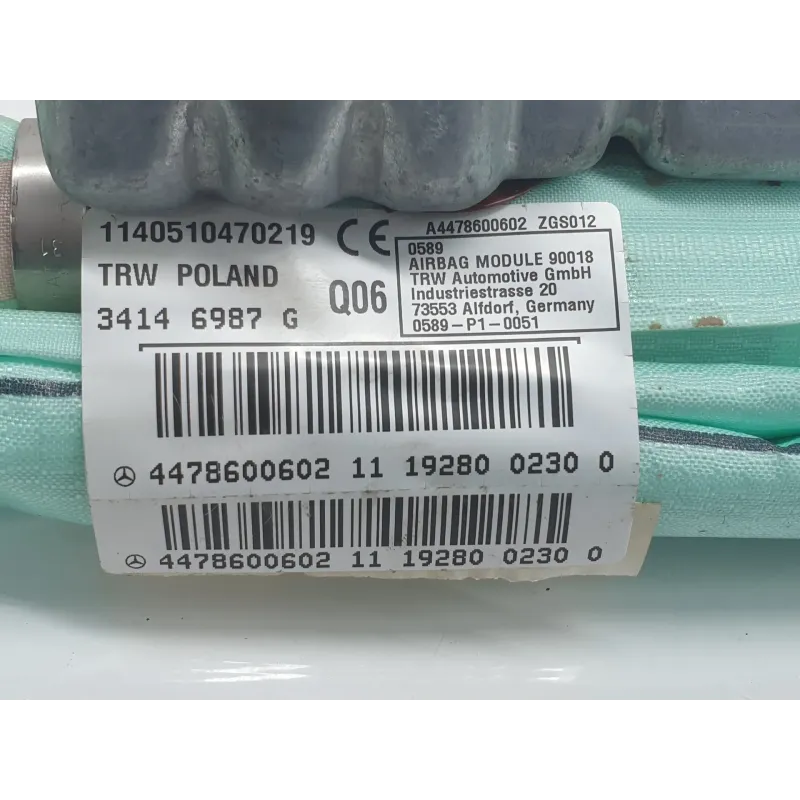 1140510470219 CE
TRW POLAND
3414 6987 G
Q06
A4478600602 ZGS012
0589
AIRBAG MODULE 90018
TRW Automotive GmbH
Industriestrasse 20
73553 Alfdorf, Germany
0589-P1-0051
4478600602 11 19280 0230 0
4478600602 11 19280 0230 0